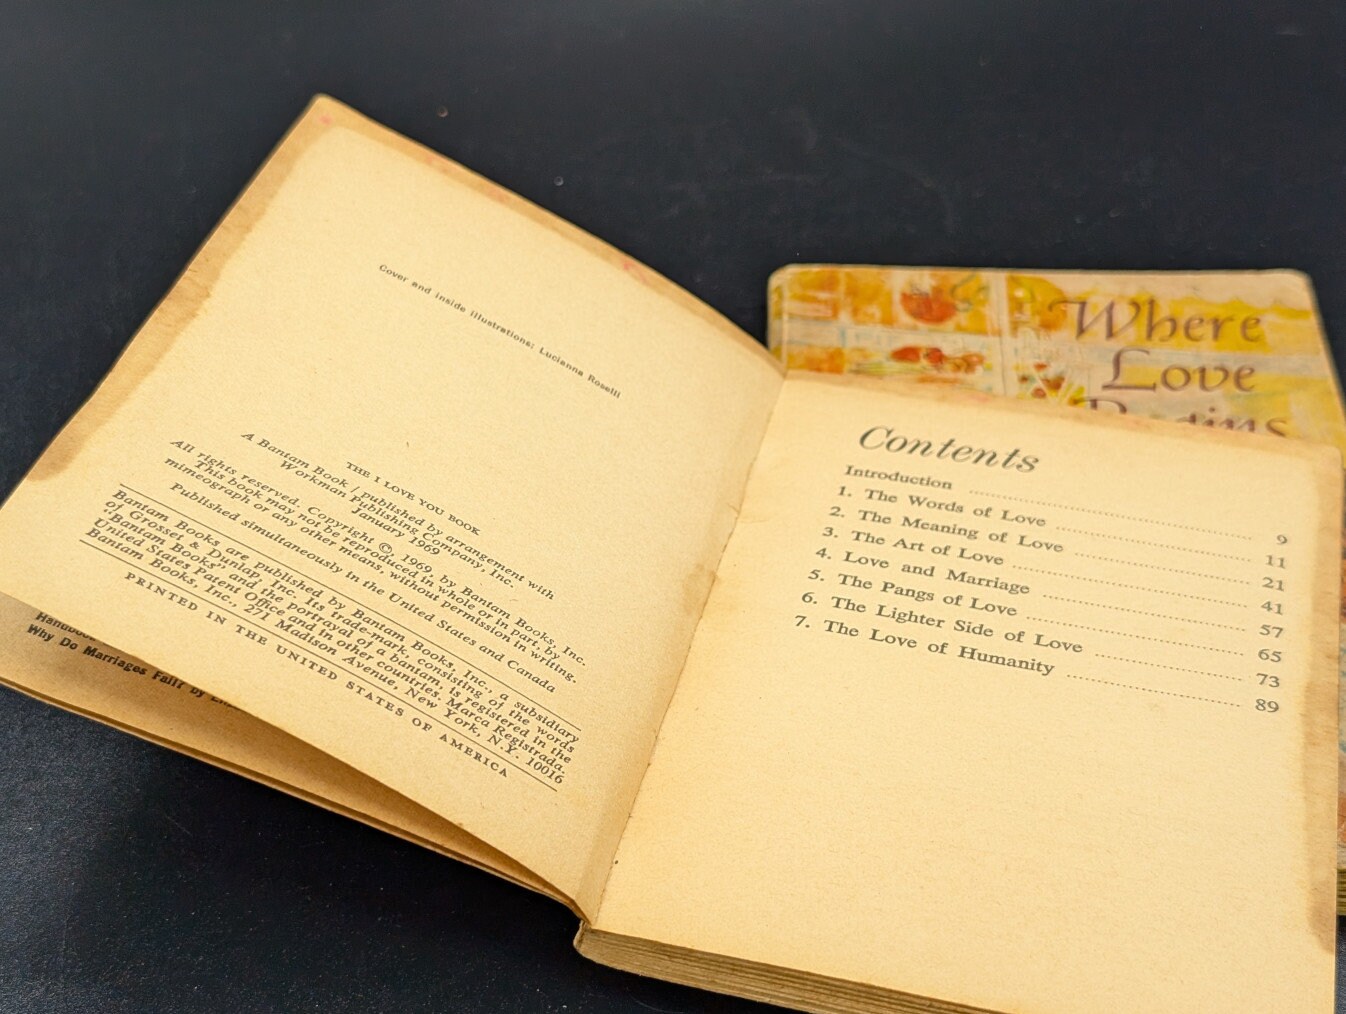 Cover and inside illustrations: Lucianna Roselli
THE I LOVE YOU BOOK
A Bantam Book / published by arrangement with
Workman Publishing Company, Inc.
January 1969
All rights reserved. Copyright © 1969, by Bantam Books, Inc.
This book may not be reproduced in whole or in part, by
mimeograph or any other means, without permission in writing.
Published simultaneously in the United States and Canada
Bantam Books are published by Bantam Books, Inc., a subsidiary
of Grosset & Dunlap, Inc. Its trade-mark, consisting of the words
"Bantam Books" and the portrayal of a bantam, is registered in the
United States Patent Office and in other countries. Marca Registrada.
Bantam Books, Inc., 271 Madison Avenue, New York, N.Y. 10016
PRINTED IN THE UNITED STATES OF AMERICA
Why Do Marriages Fail? by
Where
Love
Begins
Contents
Introduction 9
1. The Words of Love 11
2. The Meaning of Love 21
3. The Art of Love 41
4. Love and Marriage 57
5. The Pangs of Love 65
6. The Lighter Side of Love 73
7. The Love of Humanity 89